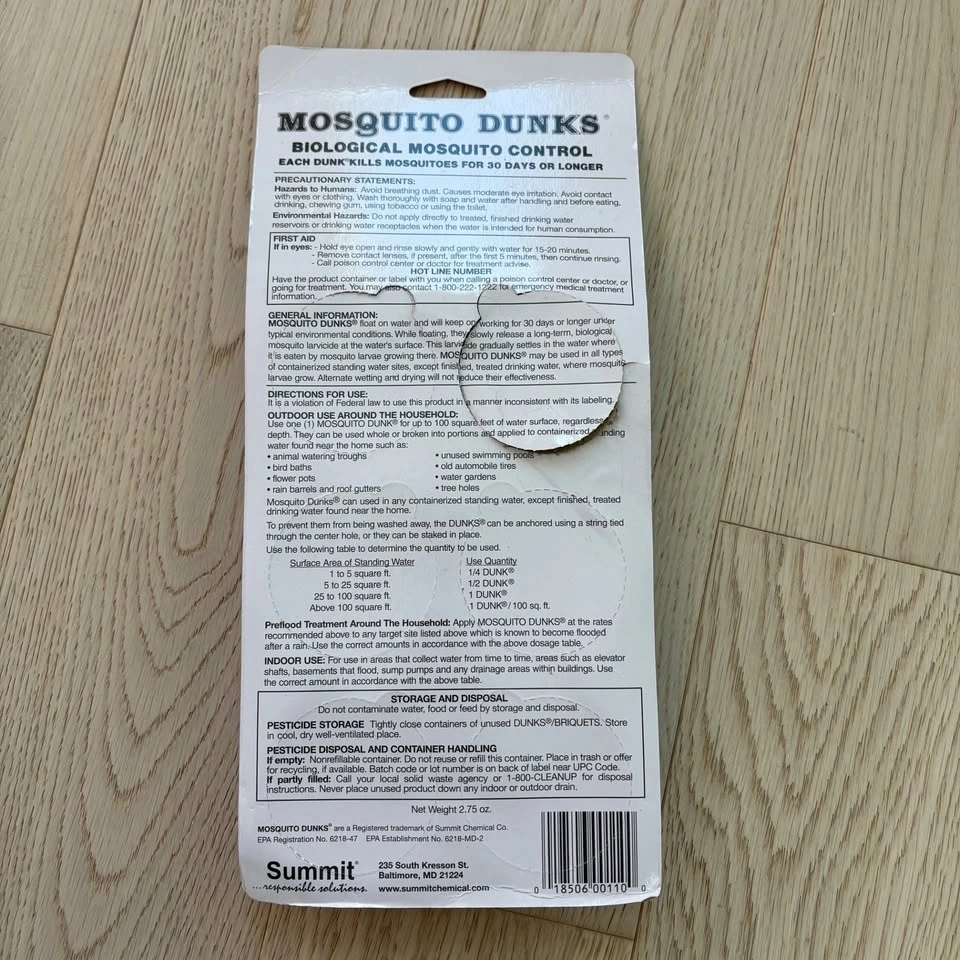 MOSQUITO DUNKS®
BIOLOGICAL MOSQUITO CONTROL
EACH DUNK® KILLS MOSQUITOES FOR 30 DAYS OR LONGER
PRECAUTIONARY STATEMENTS:
Hazards to Humans: Avoid breathing dust. Causes moderate eye irritation. Avoid contact
with eyes or clothing. Wash thoroughly with soap and water after handling and before eating,
drinking, chewing gum, using tobacco or using the toilet.
Environmental Hazards: Do not apply directly to treated, finished drinking water
reservoirs or drinking water receptacles when the water is intended for human consumption.
FIRST AID
If in eyes: - Hold eye open and rinse slowly and gently with water for 15-20 minutes.
- Remove contact lenses, if present, after the first 5 minutes, then continue rinsing.
- Call poison control center or doctor for treatment advise.
HOT LINE NUMBER
Have the product container or label with you when calling a poison control center or doctor, or
going for treatment. You may also contact 1-800-222-1222 for emergency medical treatment
information.
GENERAL INFORMATION:
MOSQUITO DUNKS® float on water and will keep on working for 30 days or longer under
typical environmental conditions. While floating, they slowly release a long-term, biological
mosquito larvicide at the water's surface. This larvicide gradually settles in the water where
it is eaten by mosquito larvae growing there. MOSQUITO DUNKS® may be used in all types
of containerized standing water sites, except finished, treated drinking water, where mosquito
larvae grow. Alternate wetting and drying will not reduce their effectiveness.
DIRECTIONS FOR USE:
It is a violation of Federal law to use this product in a manner inconsistent with its labeling.
OUTDOOR USE AROUND THE HOUSEHOLD:
Use one (1) MOSQUITO DUNK® for up to 100 square feet of water surface, regardless of
depth. They can be used whole or broken into portions and applied to containerized standing
water found near the home such as:
• animal watering troughs
• bird baths
• flower pots
• rain barrels and roof gutters
• unused swimming pools
• old automobile tires
• water gardens
• tree holes
Mosquito Dunks® can used in any containerized standing water, except finished, treated
drinking water found near the home.
To prevent them from being washed away, the DUNKS® can be anchored using a string tied
through the center hole, or they can be staked in place.
Use the following table to determine the quantity to be used.
Surface Area of Standing Water Use Quantity
1 to 5 square ft. 1/4 DUNK®
5 to 25 square ft. 1/2 DUNK®
25 to 100 square ft. 1 DUNK®
Above 100 square ft. 1 DUNK®/ 100 sq. ft.
Preflood Treatment Around The Household: Apply MOSQUITO DUNKS® at the rates
recommended above to any target site listed above which is known to become flooded
after a rain. Use the correct amounts in accordance with the above dosage table.
INDOOR USE: For use in areas that collect water from time to time, areas such as elevator
shafts, basements that flood, sump pumps and any drainage areas within buildings. Use
the correct amount in accordance with the above table.
STORAGE AND DISPOSAL
Do not contaminate water, food or feed by storage and disposal.
PESTICIDE STORAGE Tightly close containers of unused DUNKS®/BRIQUETS. Store
in cool, dry well-ventilated place.
PESTICIDE DISPOSAL AND CONTAINER HANDLING
If empty: Nonrefillable container. Do not reuse or refill this container. Place in trash or offer
for recycling, if available. Batch code or lot number is on back of label near UPC Code.
If partly filled: Call your local solid waste agency or 1-800-CLEANUP for disposal
instructions. Never place unused product down any indoor or outdoor drain.
Net Weight 2.75 oz.
MOSQUITO DUNKS® are a Registered trademark of Summit Chemical Co.
EPA Registration No. 6218-47 EPA Establishment No. 6218-MD-2
Summit®
...responsible solutions.
235 South Kresson St.
Baltimore, MD 21224
www.summitchemical.com
0 18506 00110 0